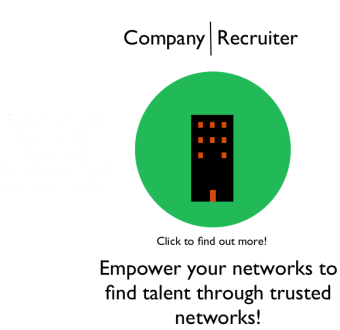 Company | Recruiter
Click to find out more!
Empower your networks to
find talent through trusted
networks!